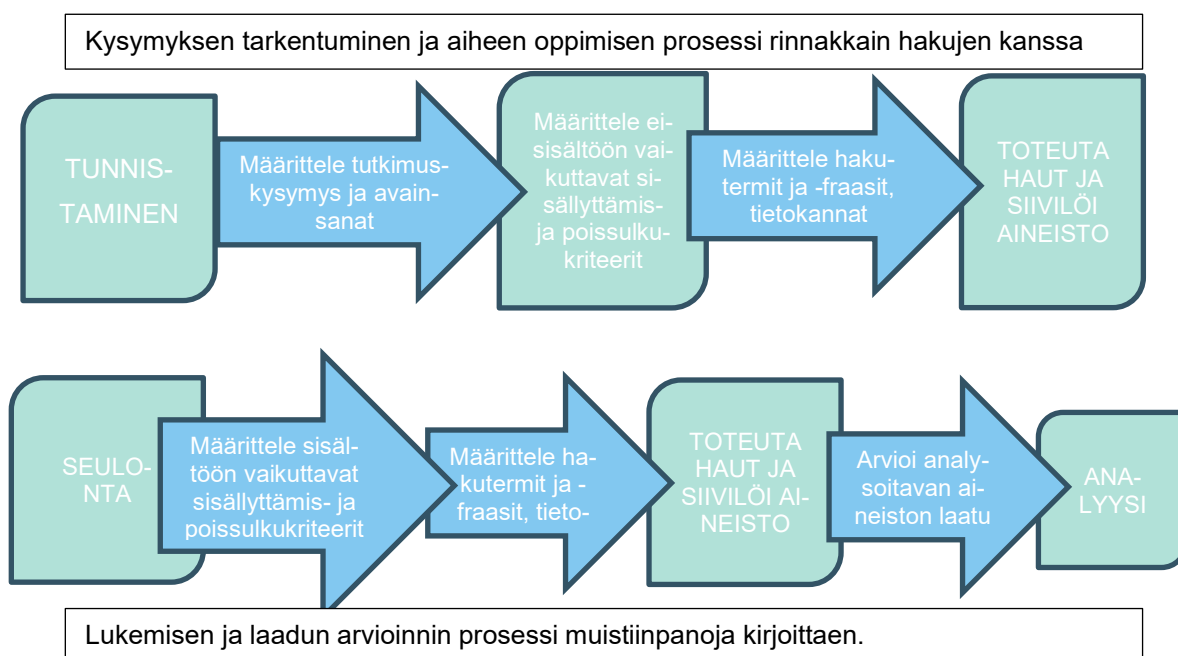 Kysymyksen tarkentuminen ja aiheen oppimisen prosessi rinnakkain hakujen kanssa
TUNNIS-
TAMINEN
Määrittele tutkimus-
kysymys ja avain-
sanat
Määrittele ei-
sisältöön vai-
kuttavat si-
sällyttämis-
ja poissulku-
kriteerit
Määrittele haku-
termit ja -fraasit,
tietokannat
TOTEUTA
HAUT JA
SIIVILÖI
AINEISTO
SEULO-
NTA
Määrittele sisäl-
töön vaikuttavat
sisällyttämis- ja
poissulkukriteerit
Määrittele ha-
kutermit ja -
fraasit, tieto-
TOTEUTA
HAUT JA
SIIVILÖI AI-
NEISTO
Arvioi analy-
soitavan ai-
neiston laatu
ANA-
LYYSI
Lukemisen ja laadun arvioinnin prosessi muistiinpanoja kirjoittaen.